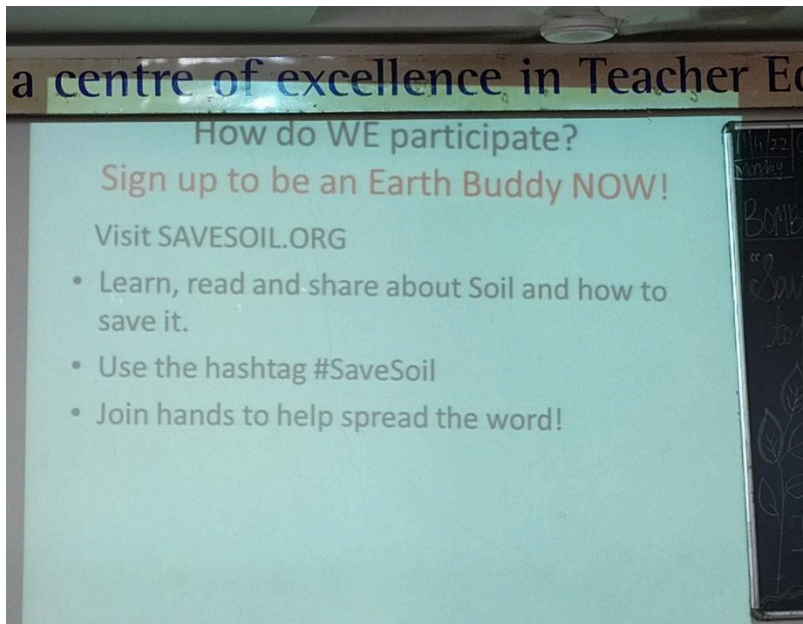 a centre of excellence in Teacher
How do WE participate?
Sign up to be an Earth Buddy NOW!
Visit SAVESOIL.ORG
• Learn, read and share about Soil and how to
save it.
• Use the hashtag #SaveSoil
• Join hands to help spread the word!
Monday